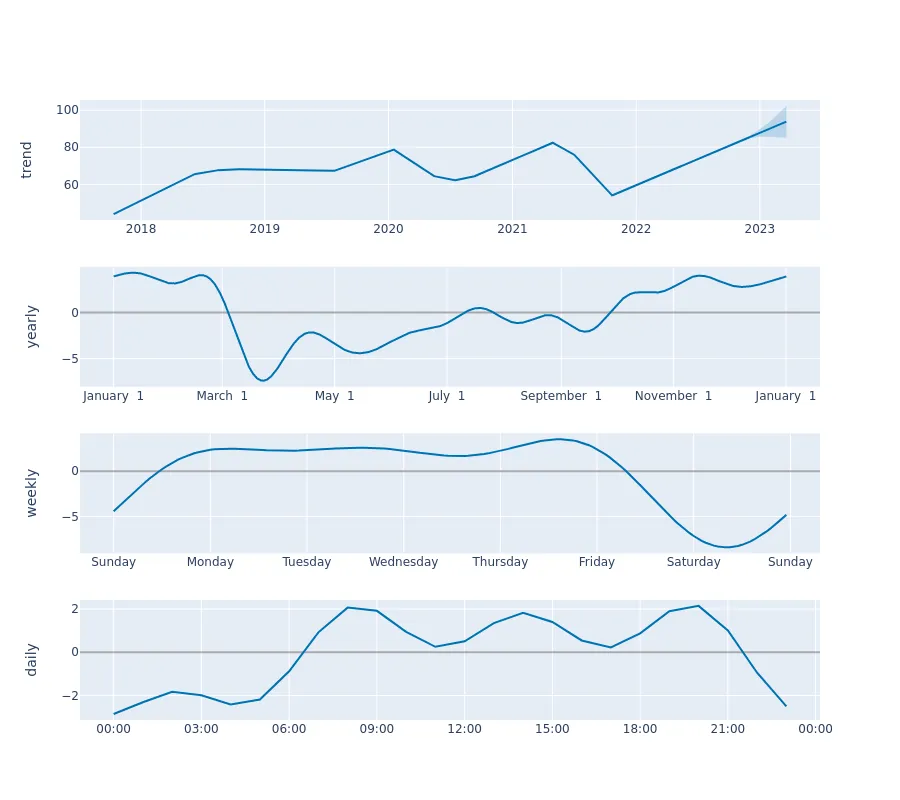 trend
100
80
60
2018 2019 2020 2021 2022 2023
yearly
0
−5
January 1 March 1 May 1 July 1 September 1 November 1 January 1
weekly
0
−5
Sunday Monday Tuesday Wednesday Thursday Friday Saturday Sunday
daily
2
0
−2
00:00 03:00 06:00 09:00 12:00 15:00 18:00 21:00 00:00